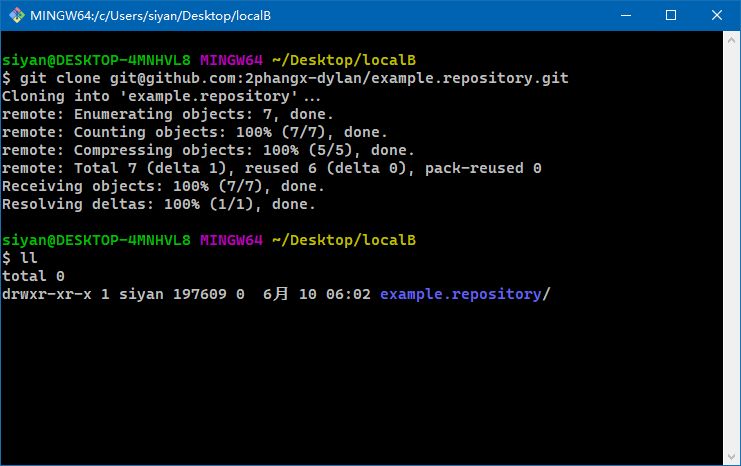 MINGW64:/c/Users/siyan/Desktop/localB
siyan@DESKTOP-4MNHVL8 MINGW64 ~/Desktop/localB
$ git clone git@github.com:2phangx-dylan/example.repository.git
Cloning into 'example.repository'...
remote: Enumerating objects: 7, done.
remote: Counting objects: 100% (7/7), done.
remote: Compressing objects: 100% (5/5), done.
remote: Total 7 (delta 1), reused 6 (delta 0), pack-reused 0
Receiving objects: 100% (7/7), done.
Resolving deltas: 100% (1/1), done.
siyan@DESKTOP-4MNHVL8 MINGW64 ~/Desktop/localB
$ ll
total 0
drwxr-xr-x 1 siyan 197609 0  6月 10 06:02 example.repository/